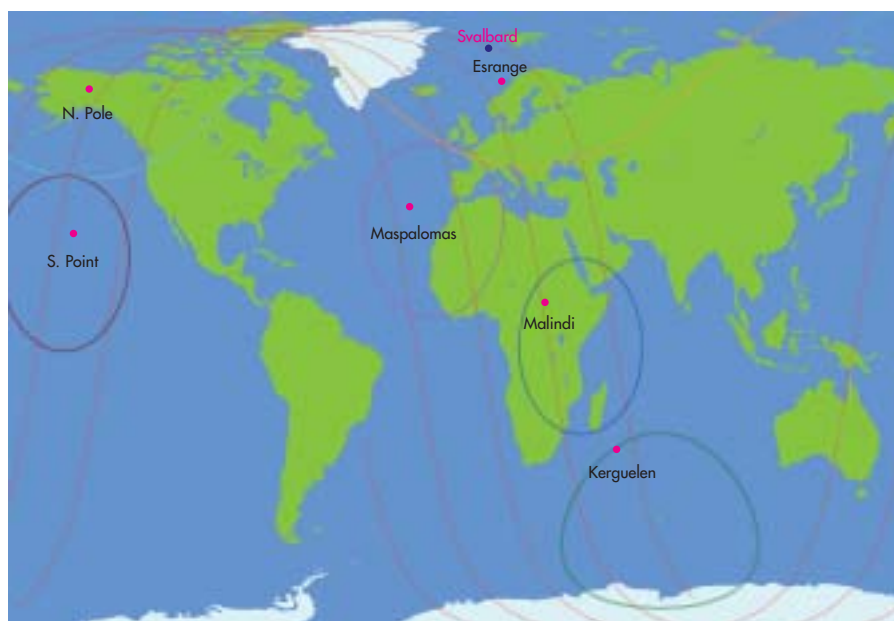 Svalbard
Esrange
N. Pole
Maspalomas
S. Point
Malindi
Kerguelen